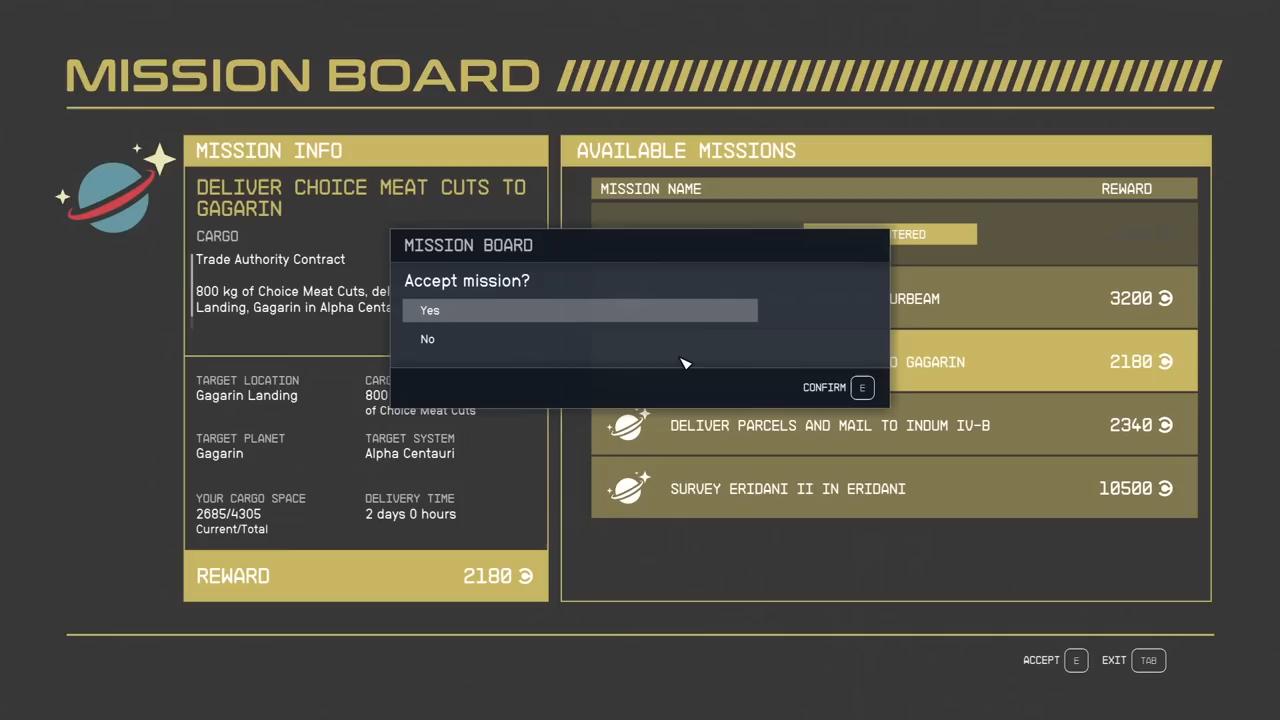 MISSION BOARD
MISSION INFO
DELIVER CHOICE MEAT CUTS TO
GAGARIN
CARGO
Trade Authority Contract
800 kg of Choice Meat Cuts,
Landing, Gagarin in Alpha
TARGET LOCATION
Gagarin Landing
800
of Choice Meat Cuts
TARGET PLANET
Gagarin
TARGET SYSTEM
Alpha Centauri
YOUR CARGO SPACE
2685/4305
Current/Total
DELIVERY TIME
2 days 0 hours
REWARD 2180
AVAILABLE MISSIONS
MISSION NAME REWARD
3200
GAGARIN 2180
DELIVER PARCELS AND MAIL TO INDUM IV-B 2340
SURVEY ERIDANI II IN ERIDANI 10500
MISSION BOARD
Accept mission?
Yes
No
CONFIRM E
ACCEPT E EXIT TAB